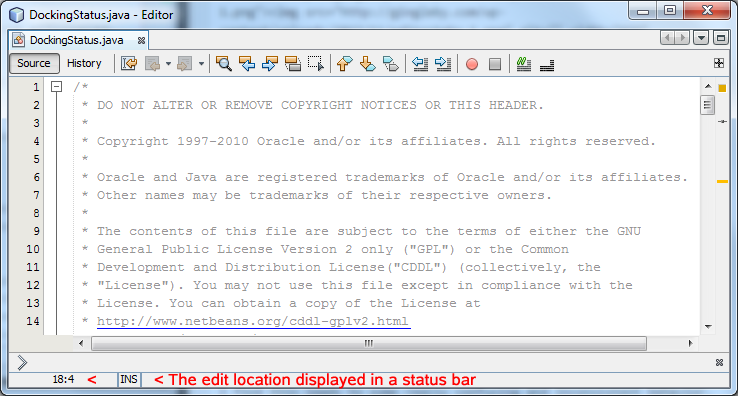 DockingStatus.java - Editor
DockingStatus.java
Source History
1 /*
2 * DO NOT ALTER OR REMOVE COPYRIGHT NOTICES OR THIS HEADER.
3 *
4 * Copyright 1997-2010 Oracle and/or its affiliates. All rights reserved.
5 *
6 * Oracle and Java are registered trademarks of Oracle and/or its affiliates.
7 * Other names may be trademarks of their respective owners.
8 *
9 * The contents of this file are subject to the terms of either the GNU
10 * General Public License Version 2 only ("GPL") or the Common
11 * Development and Distribution License("CDDL") (collectively, the
12 * "License"). You may not use this file except in compliance with the
13 * License. You can obtain a copy of the License at
14 * http://www.netbeans.org/cddl-gplv2.html
18:4 < INS < The edit location displayed in a status bar